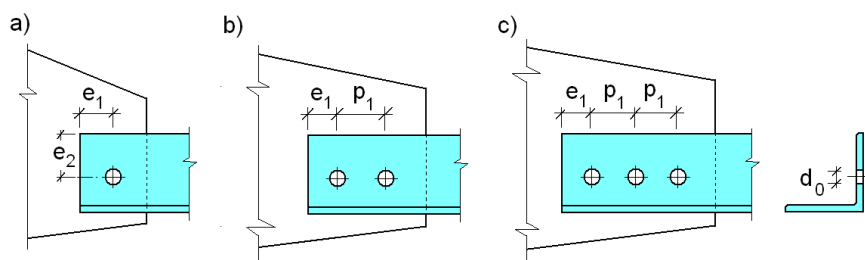 a)
e₁
e₂
b)
e₁ p₁
c)
e₁ p₁ p₁
d₀